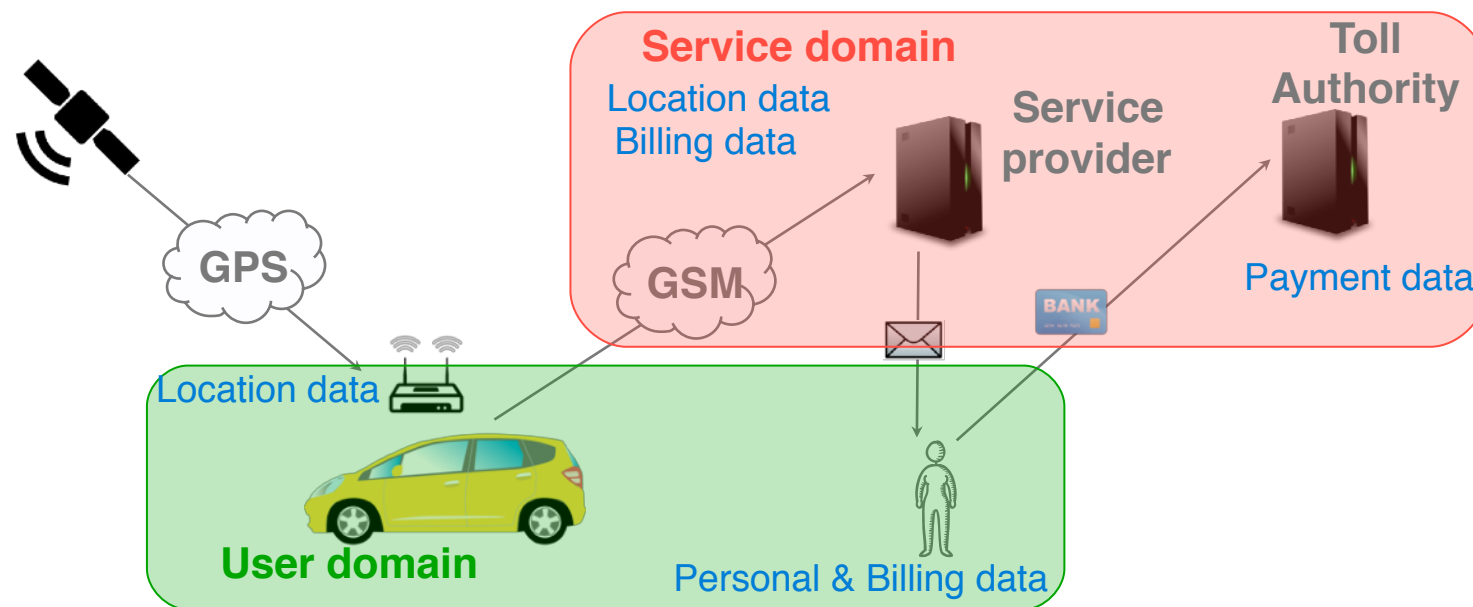 Service domain
Location data
Billing data
Service
provider
Toll
Authority
Payment data
GPS
GSM
BANK
Location data
User domain
Personal & Billing data